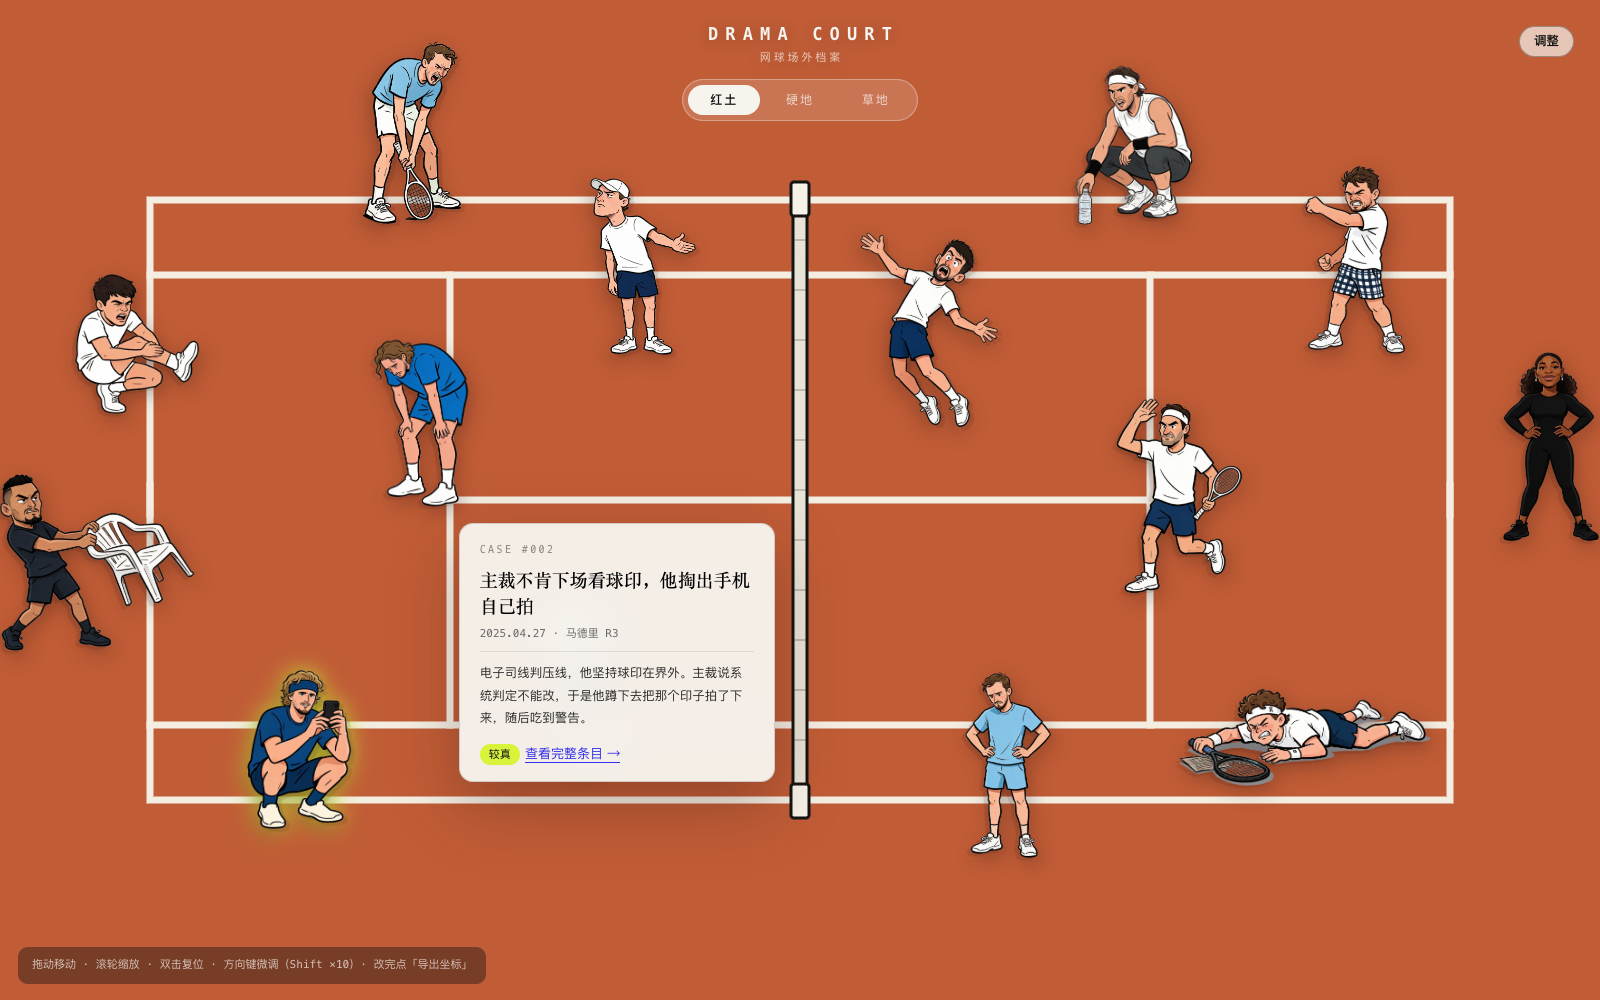 DRAMA COURT
网球场外档案
调整
红土 硬地 草地
CASE #002
主裁不肯下场看球印，他掏出手机
自己拍
2025.04.27 · 马德里 R3
电子司线判压线，他坚持球印在界外。主裁说系
统判定不能改，于是他蹲下去把那个印子拍了下
来，随后吃到警告。
较真 查看完整条目 →
拖动移动 · 滚轮缩放 · 双击复位 · 方向键微调（Shift ×10）· 改完点「导出坐标」